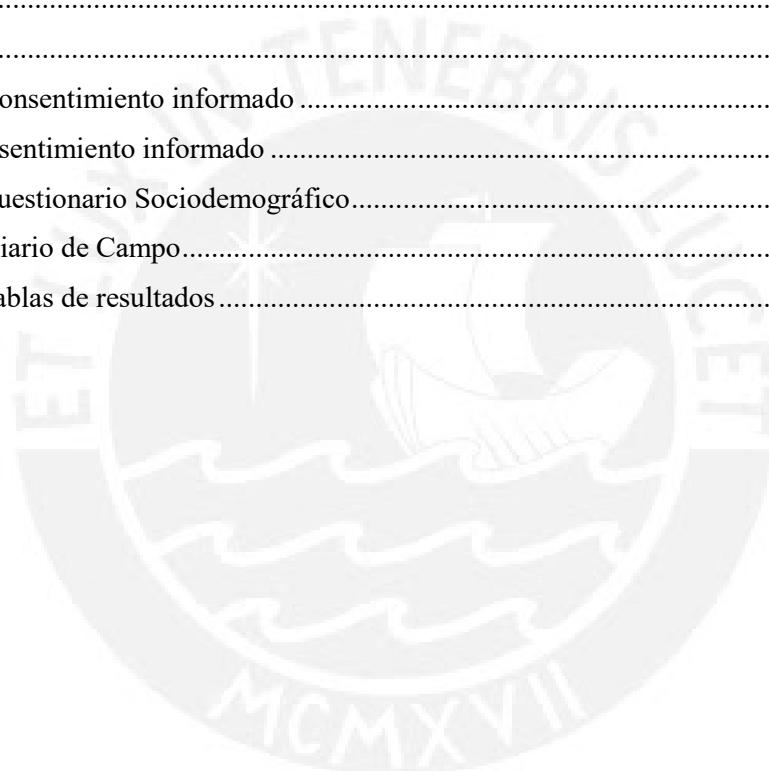 ................................................................................
................................................................................
onsentimiento informado ................................................................
sentimiento informado ....................................................................
uestionario Sociodemográfico.........................................................
iario de Campo................................................................................
ablas de resultados...........................................................................
ET LUX IN TENEBRIS LUCET
MCMXVII